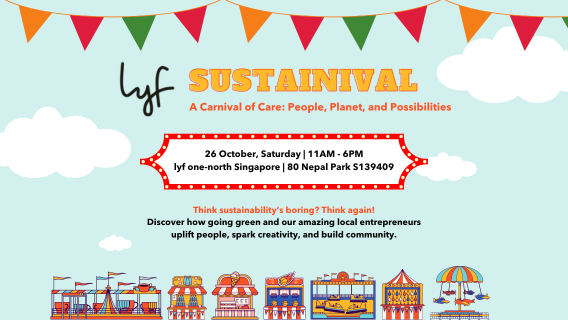 lyf SUSTAINIVAL
A Carnival of Care: People, Planet, and Possibilities
26 October, Saturday | 11AM - 6PM
lyf one-north Singapore | 80 Nepal Park S139409
Think sustainability's boring? Think again!
Discover how going green and our amazing local entrepreneurs
uplift people, spark creativity, and build community.